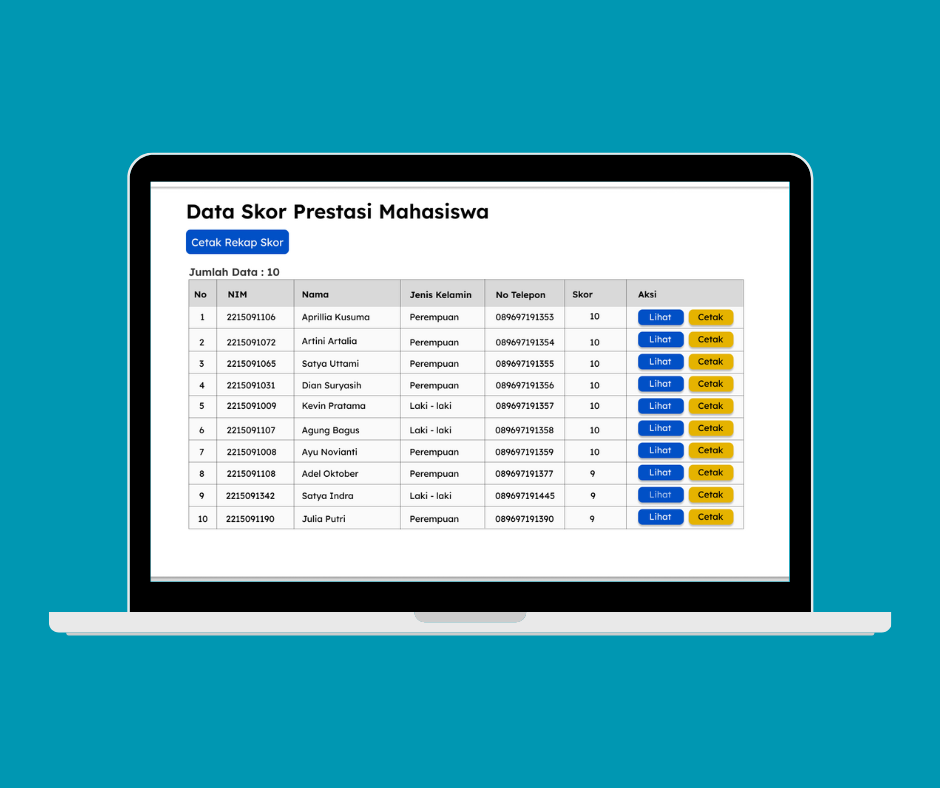 Data Skor Prestasi Mahasiswa
Cetak Rekap Skor
Jumlah Data : 10
No NIM Nama Jenis Kelamin No Telepon Skor Aksi
1 2215091106 Aprillia Kusuma Perempuan 089697191353 10 Lihat Cetak
2 2215091072 Artini Artalia Perempuan 089697191354 10 Lihat Cetak
3 2215091065 Satya Uttami Perempuan 089697191355 10 Lihat Cetak
4 2215091031 Dian Suryasih Perempuan 089697191356 10 Lihat Cetak
5 2215091009 Kevin Pratama Laki - laki 089697191357 10 Lihat Cetak
6 2215091107 Agung Bagus Laki - laki 089697191358 10 Lihat Cetak
7 2215091008 Ayu Novianti Perempuan 089697191359 10 Lihat Cetak
8 2215091108 Adel Oktober Perempuan 089697191377 9 Lihat Cetak
9 2215091342 Satya Indra Laki - laki 089697191445 9 Lihat Cetak
10 2215091190 Julia Putri Perempuan 089697191390 9 Lihat Cetak